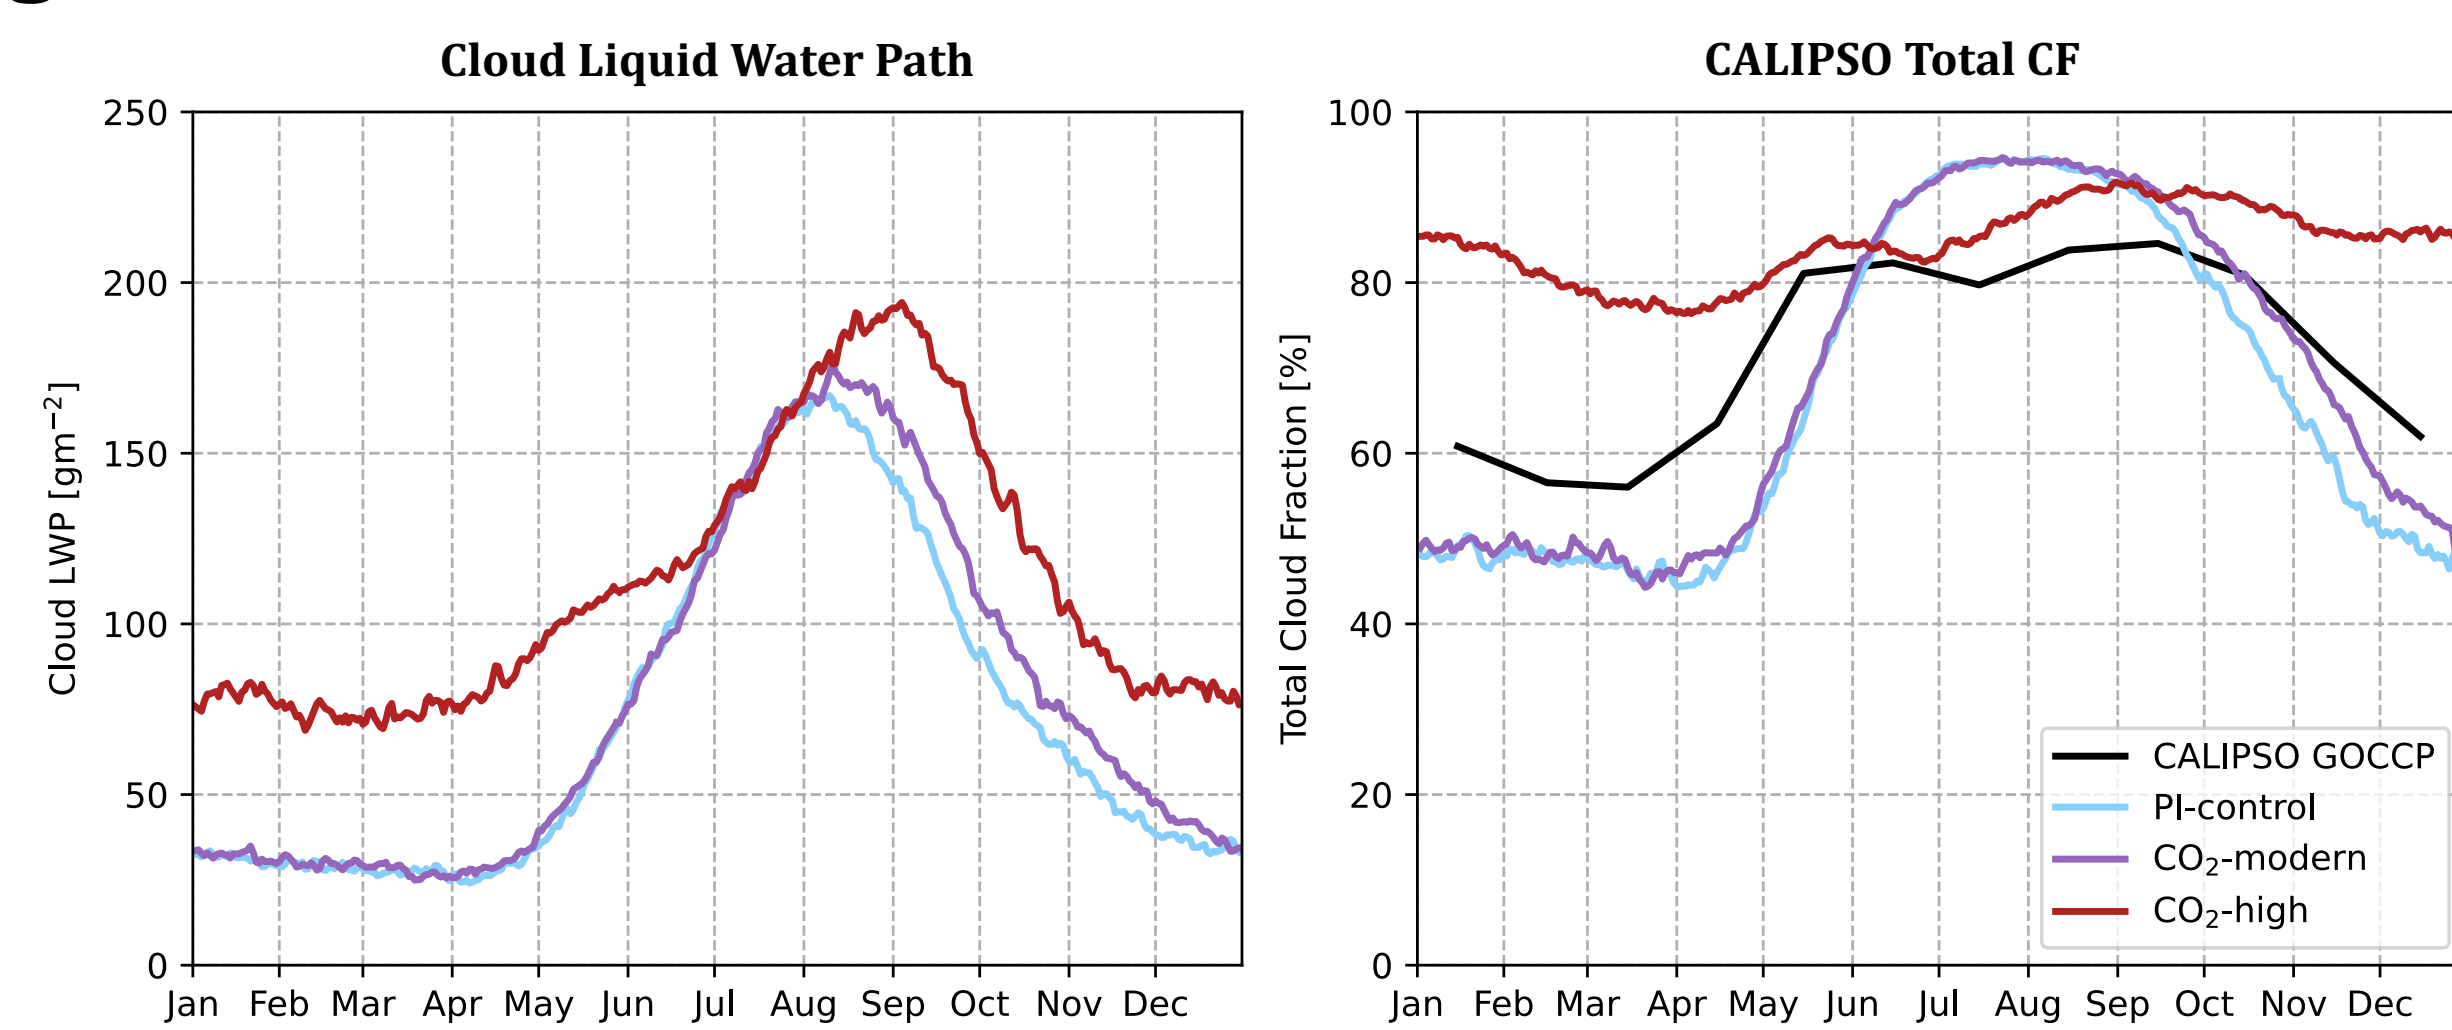 Cloud Liquid Water Path
Cloud LWP [gm⁻²]
250
200
150
100
50
0
Jan Feb Mar Apr May Jun Jul Aug Sep Oct Nov Dec
CALIPSO Total CF
Total Cloud Fraction [%]
100
80
60
40
20
0
Jan Feb Mar Apr May Jun Jul Aug Sep Oct Nov Dec
CALIPSO GOCCP
PI-control
CO₂-modern
CO₂-high